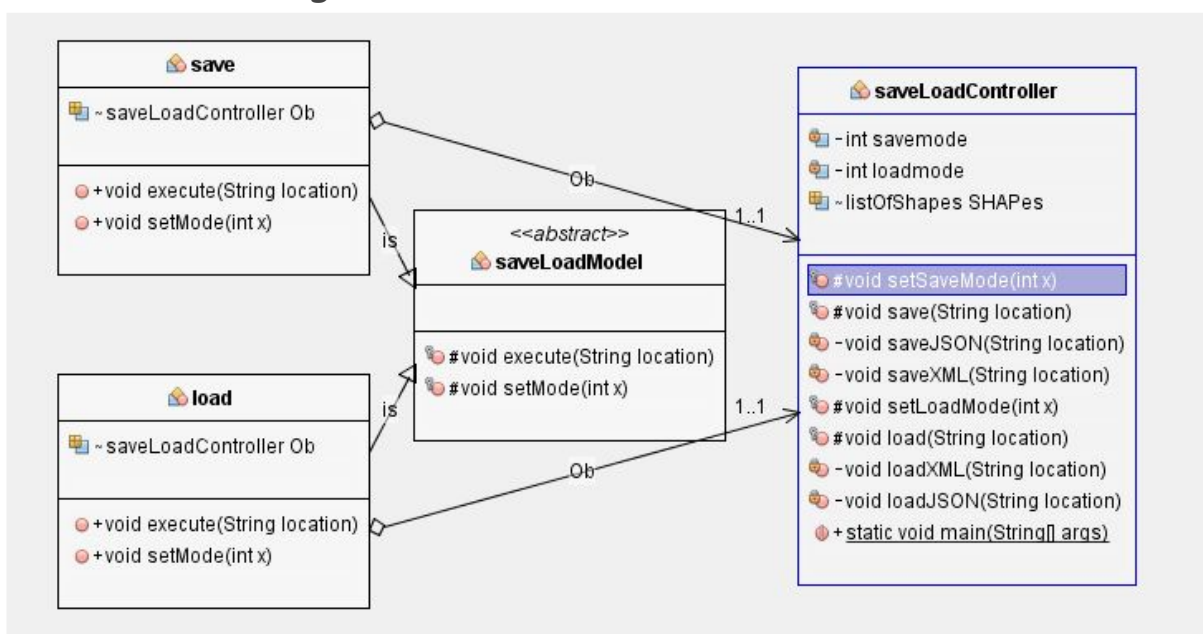 save
~saveLoadController Ob
+void execute(String location)
+void setMode(int x)
is
Ob
1..1
<<abstract>>
saveLoadModel
#void execute(String location)
#void setMode(int x)
load
~saveLoadController Ob
+void execute(String location)
+void setMode(int x)
is
Ob
1..1
saveLoadController
-int savemode
-int loadmode
~listOfShapes SHAPes
#void setSaveMode(int x)
#void save(String location)
-void saveJSON(String location)
-void saveXML(String location)
#void setLoadMode(int x)
#void load(String location)
-void loadXML(String location)
-void loadJSON(String location)
+static void main(String[] args)